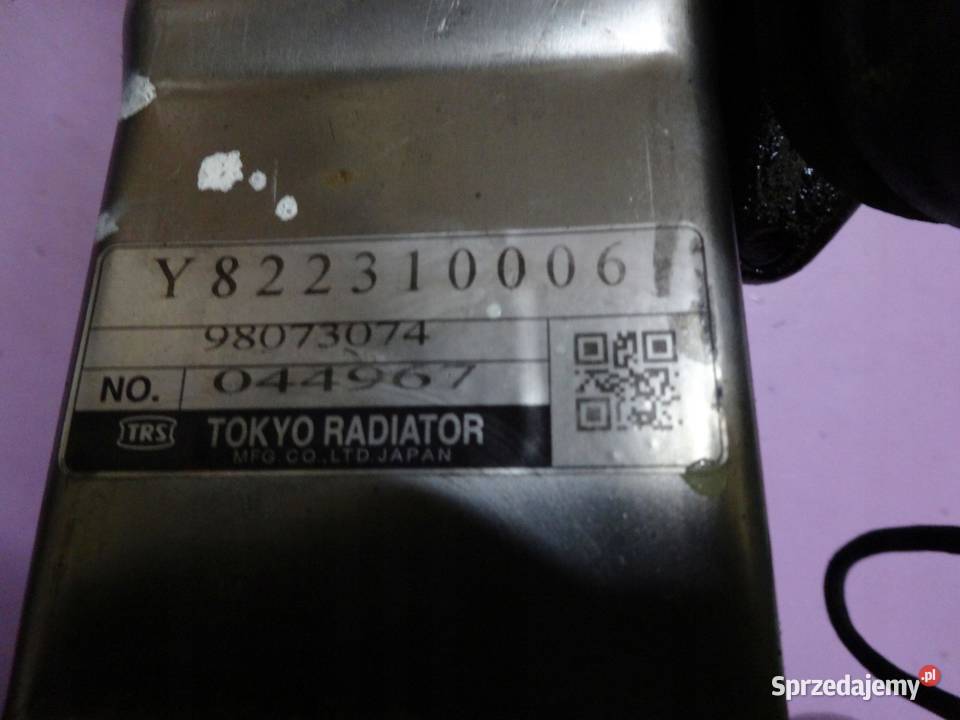 Y822310006
98073074
NO. 044967
TRS TOKYO RADIATOR
MFG. CO., LTD. JAPAN
Sprzedajemy.pl